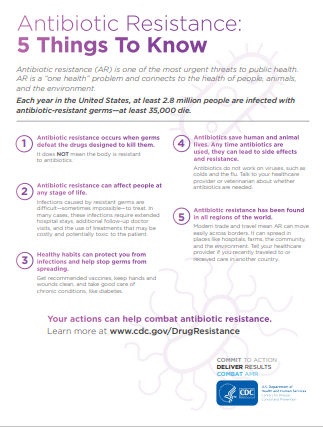 Antibiotic Resistance:
5 Things To Know
Antibiotic resistance (AR) is one of the most urgent threats to public health.
AR is a "one health" problem and connects to the health of people, animals,
and the environment.
Each year in the United States, at least 2.8 million people are infected with
antibiotic-resistant germs—at least 35,000 die.
1
Antibiotic resistance occurs when germs
defeat the drugs designed to kill them.
It does NOT mean the body is resistant
to antibiotics.
2
Antibiotic resistance can affect people at
any stage of life.
Infections caused by resistant germs are
difficult—sometimes impossible—to treat. In
many cases, these infections require extended
hospital stays, additional follow-up doctor
visits, and the use of treatments that may be
costly and potentially toxic to the patient.
3
Healthy habits can protect you from
infections and help stop germs from
spreading.
Get recommended vaccines, keep hands and
wounds clean, and take good care of
chronic conditions, like diabetes.
4
Antibiotics save human and animal
lives. Any time antibiotics are
used, they can lead to side effects
and resistance.
Antibiotics do not work on viruses, such as
colds and the flu. Talk to your healthcare
provider or veterinarian about whether
antibiotics are needed.
5
Antibiotic resistance has been found
in all regions of the world.
Modern trade and travel mean AR can move
easily across borders. It can spread in
places like hospitals, farms, the community,
and the environment. Tell your healthcare
provider if you recently traveled to or
received care in another country.
Your actions can help combat antibiotic resistance.
Learn more at www.cdc.gov/DrugResistance
COMMIT TO ACTION
DELIVER RESULTS
COMBAT AMR
CDC
U.S. Department of
Health and Human Services
Centers for Disease
Control and Prevention